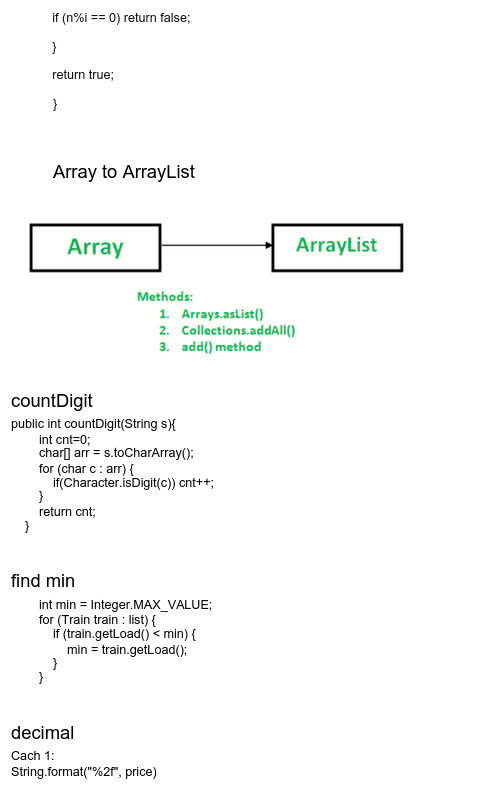 if (n%i == 0) return false;
}
return true;
}
Array to ArrayList
Array
ArrayList
Methods:
1. Arrays.asList()
2. Collections.addAll()
3. add() method
countDigit
public int countDigit(String s){
int cnt=0;
char[] arr = s.toCharArray();
for (char c : arr) {
if(Character.isDigit(c)) cnt++;
}
return cnt;
}
find min
int min = Integer.MAX_VALUE;
for (Train train : list) {
if (train.getLoad() < min) {
min = train.getLoad();
}
}
decimal
Cach 1:
String.format("%2f", price)